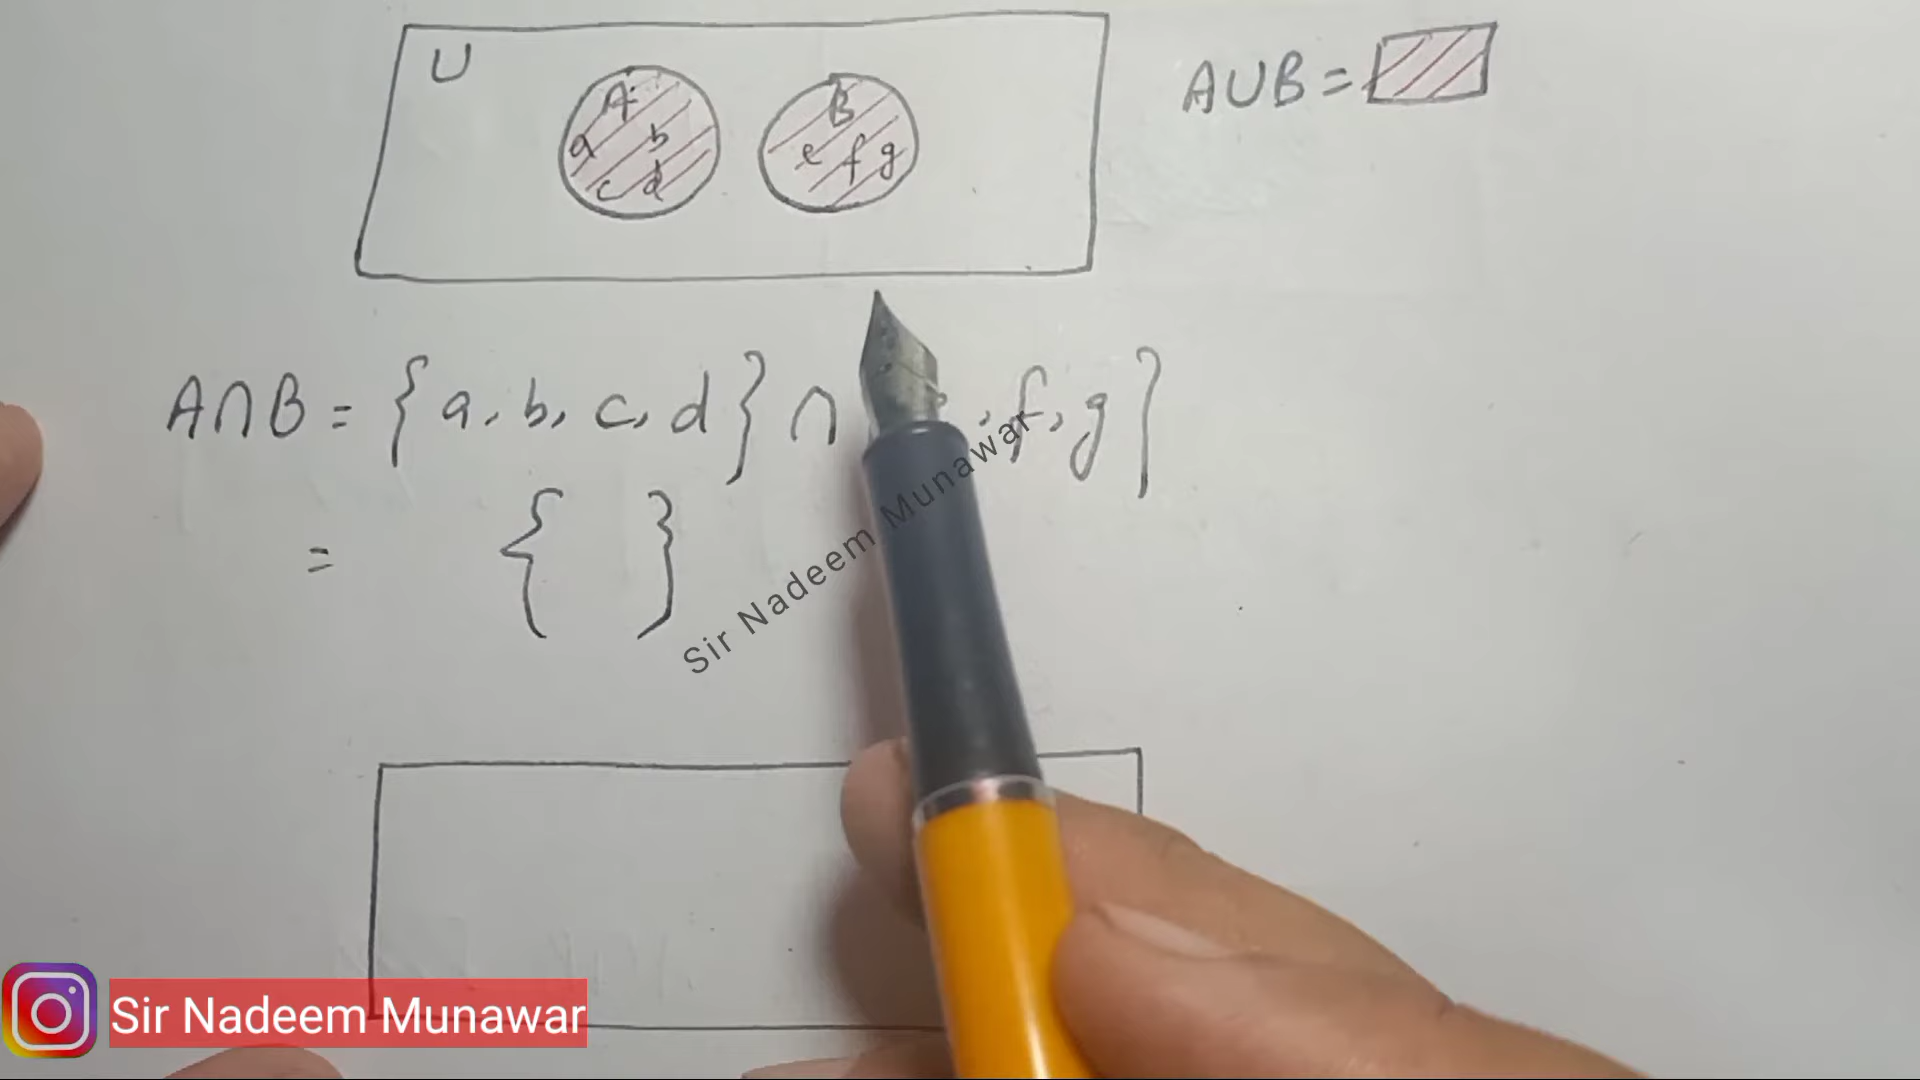 U
A∪B =
A
B
a b
e f g
c d
A∩B = { a, b, c, d } ∩ , f, g }
= { }
Sir Nadeem Munawar
Sir Nadeem Munawar